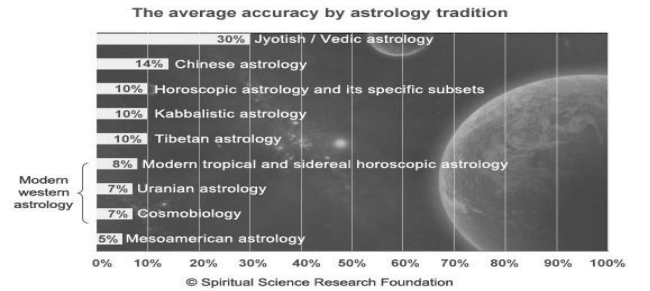 The average accuracy by astrology tradition
30% Jyotish / Vedic astrology
14% Chinese astrology
10% Horoscopic astrology and its specific subsets
10% Kabbalistic astrology
10% Tibetan astrology
8% Modern tropical and sidereal horoscopic astrology
Modern
western
astrology
7% Uranian astrology
7% Cosmobiology
5% Mesoamerican astrology
0% 10% 20% 30% 40% 50% 60% 70% 80% 90% 100%
© Spiritual Science Research Foundation